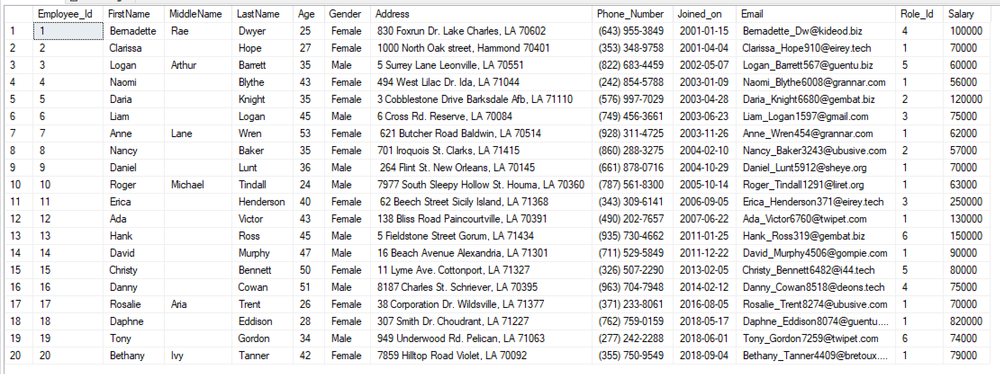 Employee_Id FirstName MiddleName LastName Age Gender Address Phone_Number Joined_on Email Role_Id Salary
1 1 Bernadette Rae Dwyer 25 Female 830 Foxrun Dr. Lake Charles, LA 70602 (643) 955-3849 2001-01-15 Bernadette_Dw@kideod.biz 4 100000
2 2 Clarissa Hope 27 Female 1000 North Oak street, Hammond 70401 (353) 348-9758 2001-04-04 Clarissa_Hope910@eirey.tech 1 70000
3 3 Logan Arthur Barrett 35 Male 5 Surrey Lane Leonville, LA 70551 (822) 683-4459 2002-05-07 Logan_Barrett567@guentu.biz 5 60000
4 4 Naomi Blythe 43 Female 494 West Lilac Dr. Ida, LA 71044 (242) 854-5788 2003-01-09 Naomi_Blythe6008@grannar.com 1 56000
5 5 Daria Knight 35 Female 3 Cobblestone Drive Barksdale Afb, LA 71110 (576) 997-7029 2003-04-28 Daria_Knight6680@gembat.biz 2 120000
6 6 Liam Logan 45 Male 6 Cross Rd. Reserve, LA 70084 (749) 456-3661 2003-06-23 Liam_Logan1597@gmail.com 3 75000
7 7 Anne Lane Wren 53 Female 621 Butcher Road Baldwin, LA 70514 (928) 311-4725 2003-11-26 Anne_Wren454@grannar.com 1 62000
8 8 Nancy Baker 35 Female 701 Iroquois St. Clarks, LA 71415 (860) 288-3275 2004-02-10 Nancy_Baker3243@ubusive.com 2 57000
9 9 Daniel Lunt 36 Male 264 Flint St. New Orleans, LA 70145 (661) 878-0716 2004-10-29 Daniel_Lunt5912@sheye.org 1 70000
10 10 Roger Michael Tindall 24 Male 7977 South Sleepy Hollow St. Houma, LA 70360 (787) 561-8300 2005-10-14 Roger_Tindall1291@liret.org 1 63000
11 11 Erica Henderson 40 Female 62 Beech Street Sicily Island, LA 71368 (343) 309-6141 2006-09-05 Erica_Henderson371@eirey.tech 3 250000
12 12 Ada Victor 43 Female 138 Bliss Road Paincourtville, LA 70391 (490) 202-7657 2007-06-22 Ada_Victor6760@twipet.com 1 130000
13 13 Hank Ross 45 Male 5 Fieldstone Street Gorum, LA 71434 (935) 730-4662 2011-01-25 Hank_Ross319@gembat.biz 6 150000
14 14 David Murphy 47 Male 16 Beach Avenue Alexandria, LA 71301 (711) 529-5849 2011-12-22 David_Murphy4506@gompie.com 1 90000
15 15 Christy Bennett 50 Female 11 Lyme Ave. Cottonport, LA 71327 (326) 507-2290 2013-02-05 Christy_Bennett6482@i44.tech 5 80000
16 16 Danny Cowan 51 Male 8187 Charles St. Schriever, LA 70395 (963) 704-7948 2014-02-12 Danny_Cowan8518@deons.tech 4 75000
17 17 Rosalie Aria Trent 26 Female 38 Corporation Dr. Wildsville, LA 71377 (371) 233-8061 2016-08-05 Rosalie_Trent8274@ubusive.com 1 70000
18 18 Daphne Eddison 28 Female 307 Smith Dr. Choudrant, LA 71227 (762) 759-0159 2018-05-17 Daphne_Eddison8074@guentu.... 1 820000
19 19 Tony Gordon 34 Male 949 Underwood Rd. Pelican, LA 71063 (277) 242-2288 2018-06-01 Tony_Gordon7259@twipet.com 6 74000
20 20 Bethany Ivy Tanner 42 Female 7859 Hilltop Road Violet, LA 70092 (355) 750-9549 2018-09-04 Bethany_Tanner4409@bretoux.... 1 79000